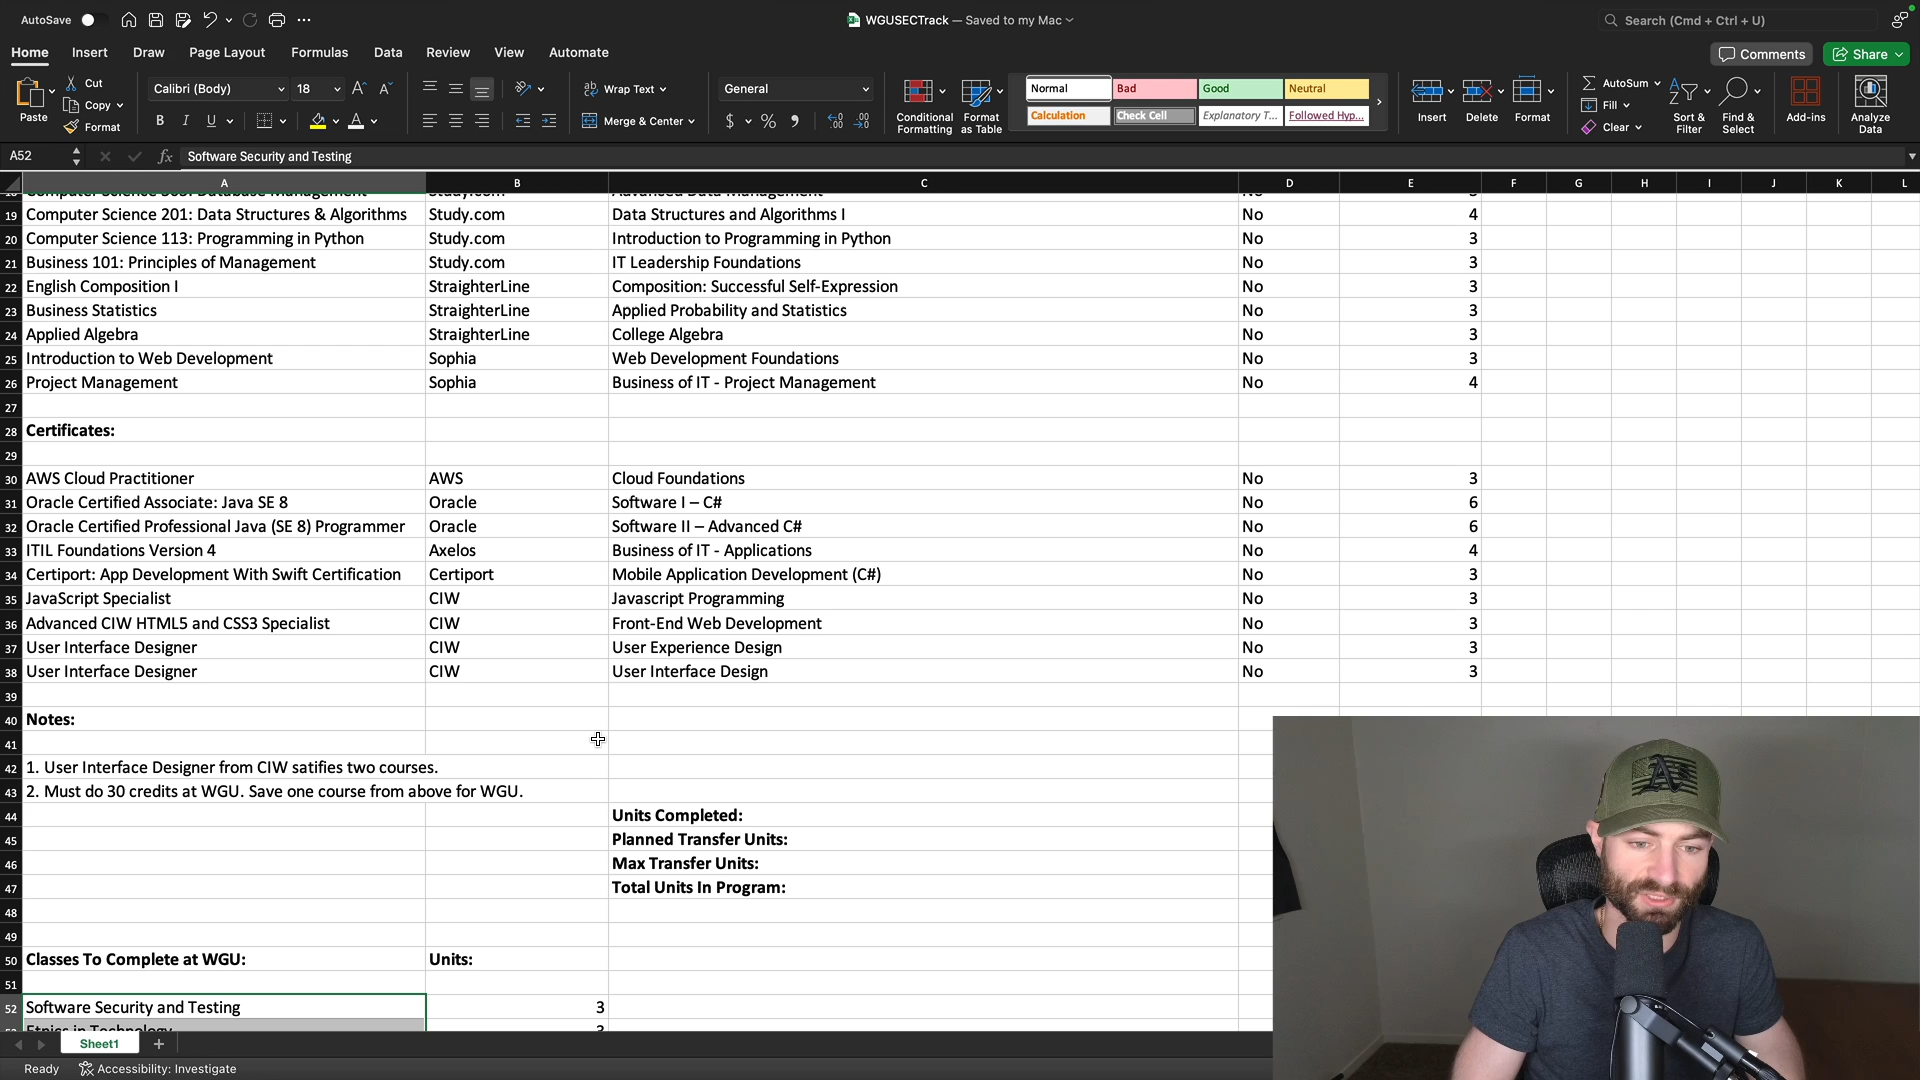 AutoSave
WGUSECTrack — Saved to my Mac
Search (Cmd + Ctrl + U)
Home Insert Draw Page Layout Formulas Data Review View Automate
Comments Share
Paste
Cut
Copy
Format
Calibri (Body) 18
B I U
Wrap Text
Merge & Center
General
Conditional Formatting
Format as Table
Normal Bad Good Neutral
Calculation Check Cell Explanatory T... Followed Hyp...
Insert Delete Format
AutoSum
Fill
Clear
Sort & Filter
Find & Select
Add-ins
Analyze Data
A52 fx Software Security and Testing
A B C D E F G H I J K L
19 Computer Science 201: Data Structures & Algorithms Study.com Data Structures and Algorithms I No 4
20 Computer Science 113: Programming in Python Study.com Introduction to Programming in Python No 3
21 Business 101: Principles of Management Study.com IT Leadership Foundations No 3
22 English Composition I StraighterLine Composition: Successful Self-Expression No 3
23 Business Statistics StraighterLine Applied Probability and Statistics No 3
24 Applied Algebra StraighterLine College Algebra No 3
25 Introduction to Web Development Sophia Web Development Foundations No 3
26 Project Management Sophia Business of IT - Project Management No 4
27
28 Certificates:
29
30 AWS Cloud Practitioner AWS Cloud Foundations No 3
31 Oracle Certified Associate: Java SE 8 Oracle Software I – C# No 6
32 Oracle Certified Professional Java (SE 8) Programmer Oracle Software II – Advanced C# No 6
33 ITIL Foundations Version 4 Axelos Business of IT - Applications No 4
34 Certiport: App Development With Swift Certification Certiport Mobile Application Development (C#) No 3
35 JavaScript Specialist CIW Javascript Programming No 3
36 Advanced CIW HTML5 and CSS3 Specialist CIW Front-End Web Development No 3
37 User Interface Designer CIW User Experience Design No 3
38 User Interface Designer CIW User Interface Design No 3
39
40 Notes:
41
42 1. User Interface Designer from CIW satifies two courses.
43 2. Must do 30 credits at WGU. Save one course from above for WGU.
44 Units Completed:
45 Planned Transfer Units:
46 Max Transfer Units:
47 Total Units In Program:
48
49
50 Classes To Complete at WGU: Units:
51
52 Software Security and Testing 3
Sheet1
Ready Accessibility: Investigate